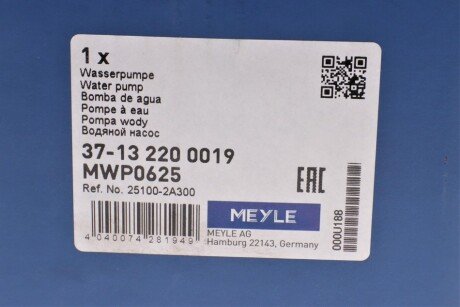 1 x
Wasserpumpe
Water pump
Bomba de agua
Pompe à eau
Pompa wody
Водяной насос
37-13 220 0019
MWP0625
Ref. No. 25100-2A300
EAC
MEYLE
MEYLE AG
Hamburg 22143, Germany
4 040074 281949
000U1BB